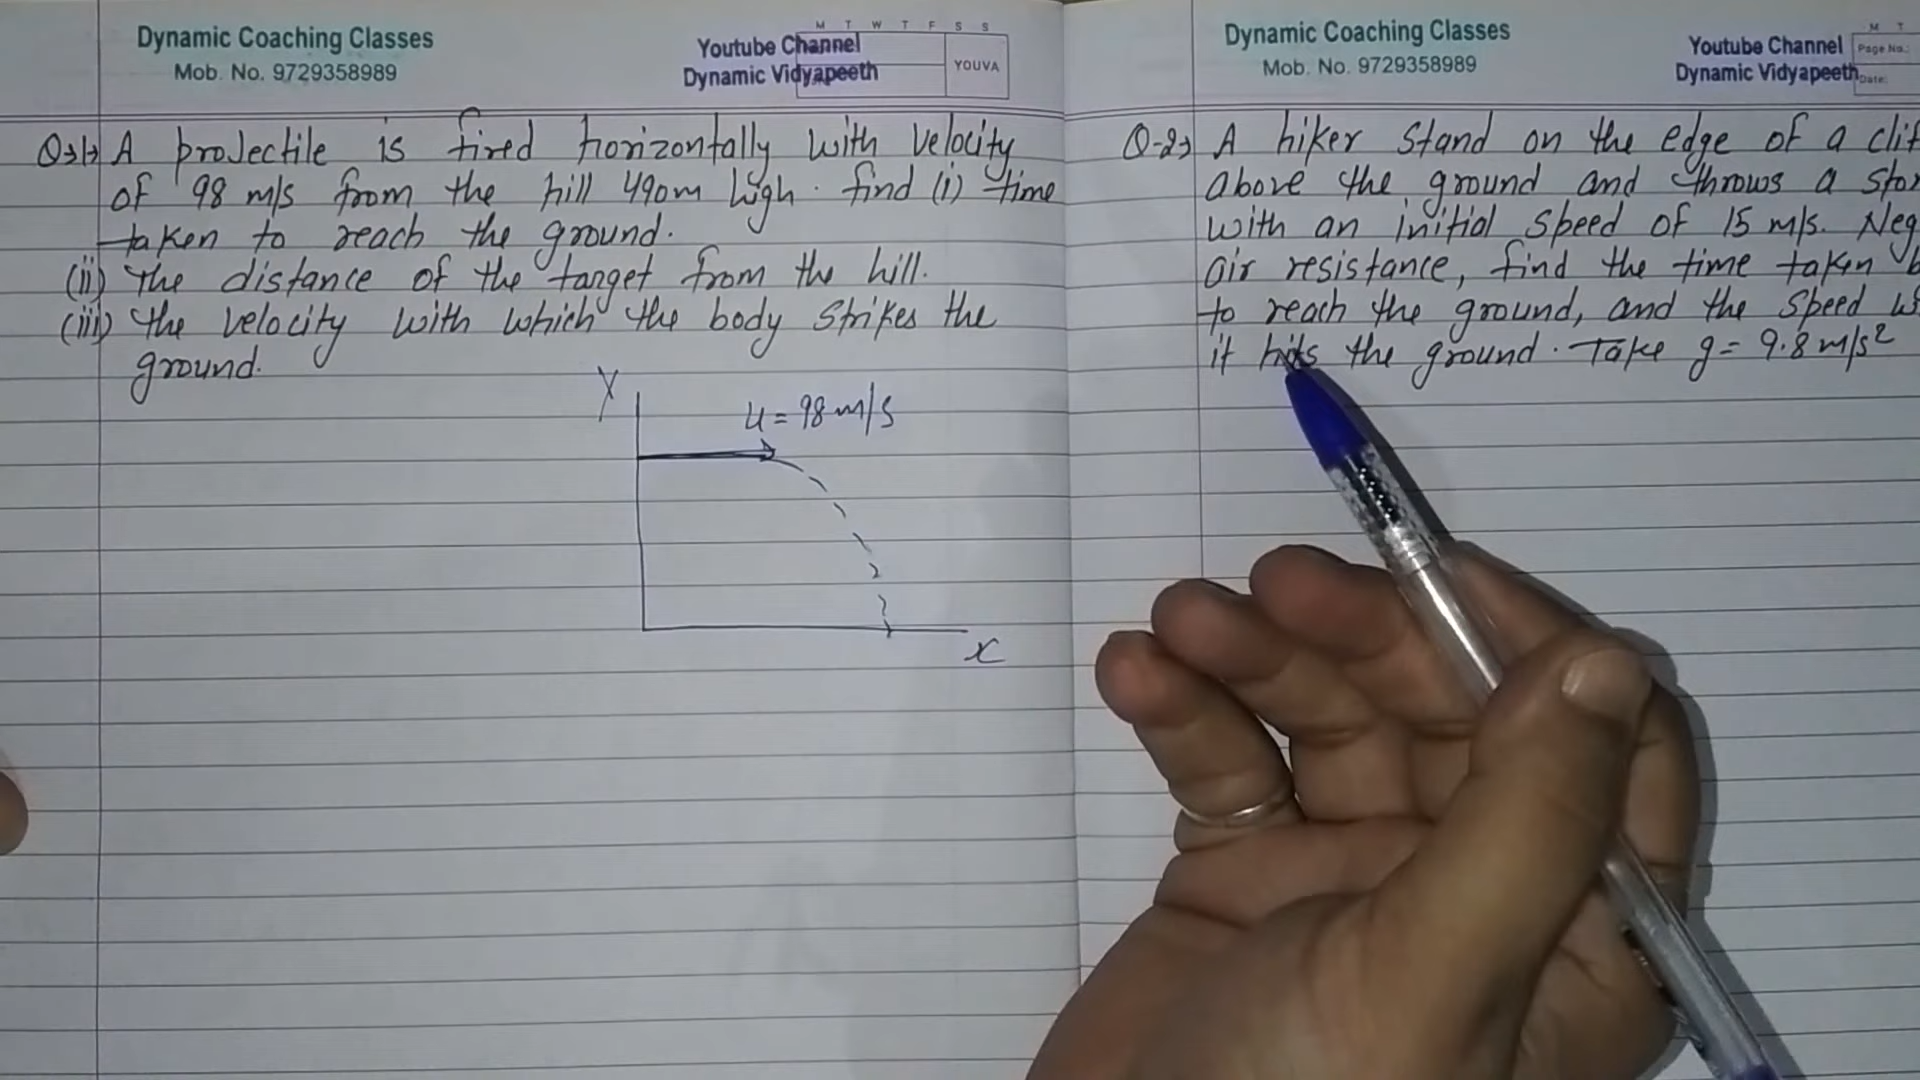 Dynamic Coaching Classes
Mob. No. 9729358989
Youtube Channel
Dynamic Vidyapeeth
M T W T F S S
YOUVA
Q→1→ A projectile is fired horizontally with velocity
of 98 m/s from the hill 490m high. find (i) time
taken to reach the ground.
(ii) The distance of the target from the hill.
(iii) the velocity with which the body strikes the
ground.
Y
u = 98 m/s
x
Dynamic Coaching Classes
Mob. No. 9729358989
Youtube Channel
Dynamic Vidyapeeth
M T
Page No.:
Date:
Q-2→ A hiker stand on the edge of a
above the ground and throws a
with an initial speed of 15 m/s.
air resistance, find the time taken
to reach the ground, and the speed
it hits the ground. Take g = 9.8 m/s²